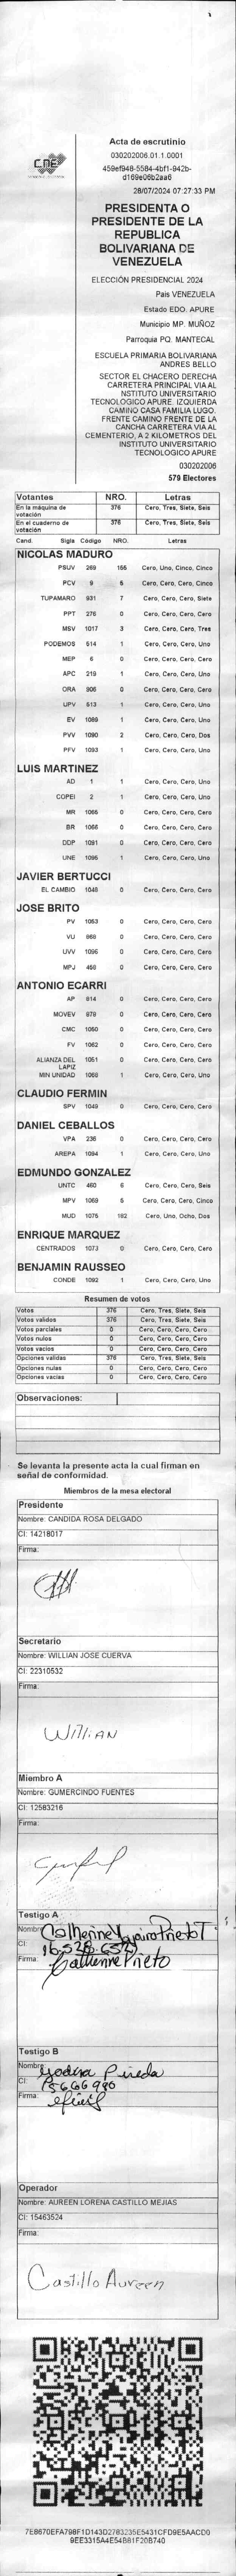 CNE
Acta de escrutinio
030202006.01.1.0001
459ef948-5584-4bf1-942b-
d169e06b2aa6
28/07/2024 07:27:33 PM
PRESIDENTA O
PRESIDENTE DE LA
REPUBLICA
BOLIVARIANA DE
VENEZUELA
ELECCIÓN PRESIDENCIAL 2024
País VENEZUELA
Estado EDO. APURE
Municipio MP. MUÑOZ
Parroquia PQ. MANTECAL
ESCUELA PRIMARIA BOLIVARIANA
ANDRES BELLO
SECTOR EL CHACERO DERECHA
CARRETERA PRINCIPAL VIA AL
INSTITUTO UNIVERSITARIO
TECNOLOGICO APURE. IZQUIERDA
CAMINO CASA FAMILIA LUGO.
FRENTE CAMINO FRENTE DE LA
CANCHA CARRETERA VIA AL
CEMENTERIO, A 2 KILOMETROS DEL
INSTITUTO UNIVERSITARIO
TECNOLOGICO APURE
030202006
579 Electores
Votantes NRO. Letras
En la máquina de votación 376 Cero, Tres, Siete, Seis
En el cuaderno de votación 376 Cero, Tres, Siete, Seis
Cand. Sigla Código NRO. Letras
NICOLAS MADURO
PSUV 269 155 Cero, Uno, Cinco, Cinco
PCV 9 5 Cero, Cero, Cero, Cinco
TUPAMARO 931 7 Cero, Cero, Cero, Siete
PPT 276 0 Cero, Cero, Cero, Cero
MSV 1017 3 Cero, Cero, Cero, Tres
PODEMOS 514 1 Cero, Cero, Cero, Uno
MEP 6 0 Cero, Cero, Cero, Cero
APC 219 1 Cero, Cero, Cero, Uno
ORA 906 0 Cero, Cero, Cero, Cero
UPV 513 1 Cero, Cero, Cero, Uno
EV 1089 1 Cero, Cero, Cero, Uno
PVV 1090 2 Cero, Cero, Cero, Dos
PFV 1093 1 Cero, Cero, Cero, Uno
LUIS MARTINEZ
AD 1 1 Cero, Cero, Cero, Uno
COPEI 2 1 Cero, Cero, Cero, Uno
MR 1065 0 Cero, Cero, Cero, Cero
BR 1066 0 Cero, Cero, Cero, Cero
DDP 1091 0 Cero, Cero, Cero, Cero
UNE 1095 1 Cero, Cero, Cero, Uno
JAVIER BERTUCCI
EL CAMBIO 1048 0 Cero, Cero, Cero, Cero
JOSE BRITO
PV 1053 0 Cero, Cero, Cero, Cero
VU 868 0 Cero, Cero, Cero, Cero
UVV 1096 0 Cero, Cero, Cero, Cero
MPJ 458 0 Cero, Cero, Cero, Cero
ANTONIO ECARRI
AP 814 0 Cero, Cero, Cero, Cero
MOVEV 878 0 Cero, Cero, Cero, Cero
CMC 1050 0 Cero, Cero, Cero, Cero
FV 1062 0 Cero, Cero, Cero, Cero
ALIANZA DEL LAPIZ 1051 0 Cero, Cero, Cero, Cero
MIN UNIDAD 1088 1 Cero, Cero, Cero, Uno
CLAUDIO FERMIN
SPV 1049 0 Cero, Cero, Cero, Cero
DANIEL CEBALLOS
VPA 236 0 Cero, Cero, Cero, Cero
AREPA 1094 1 Cero, Cero, Cero, Uno
EDMUNDO GONZALEZ
UNTC 460 6 Cero, Cero, Cero, Seis
MPV 1069 5 Cero, Cero, Cero, Cinco
MUD 1075 182 Cero, Uno, Ocho, Dos
ENRIQUE MARQUEZ
CENTRADOS 1073 0 Cero, Cero, Cero, Cero
BENJAMIN RAUSSEO
CONDE 1092 1 Cero, Cero, Cero, Uno
Resumen de votos
Votos 376 Cero, Tres, Siete, Seis
Votos validos 376 Cero, Tres, Siete, Seis
Votos parciales 0 Cero, Cero, Cero, Cero
Votos nulos 0 Cero, Cero, Cero, Cero
Votos vacios 0 Cero, Cero, Cero, Cero
Opciones validas 376 Cero, Tres, Siete, Seis
Opciones nulas 0 Cero, Cero, Cero, Cero
Opciones vacias 0 Cero, Cero, Cero, Cero
Observaciones:
Se levanta la presente acta la cual firman en
señal de conformidad.
Miembros de la mesa electoral
Presidente
Nombre: CANDIDA ROSA DELGADO
CI: 14218017
Firma:
Secretario
Nombre: WILLIAN JOSE CUERVA
CI: 22310532
Firma:
Willian
Miembro A
Nombre: GUMERCINDO FUENTES
CI: 12583216
Firma:
Testigo A
Nombre: Catherine Prieto T
CI: 16.528.657
Firma: Catherine Prieto
Testigo B
Nombre: Pineda
CI: 15666990
Firma:
Operador
Nombre: AUREEN LORENA CASTILLO MEJIAS
CI: 15463524
Firma:
Castillo Aureen
7E8670EFA798F1D143D2783235E5431CFD9E5AACD0
9EE3315A4E54B81F20B740